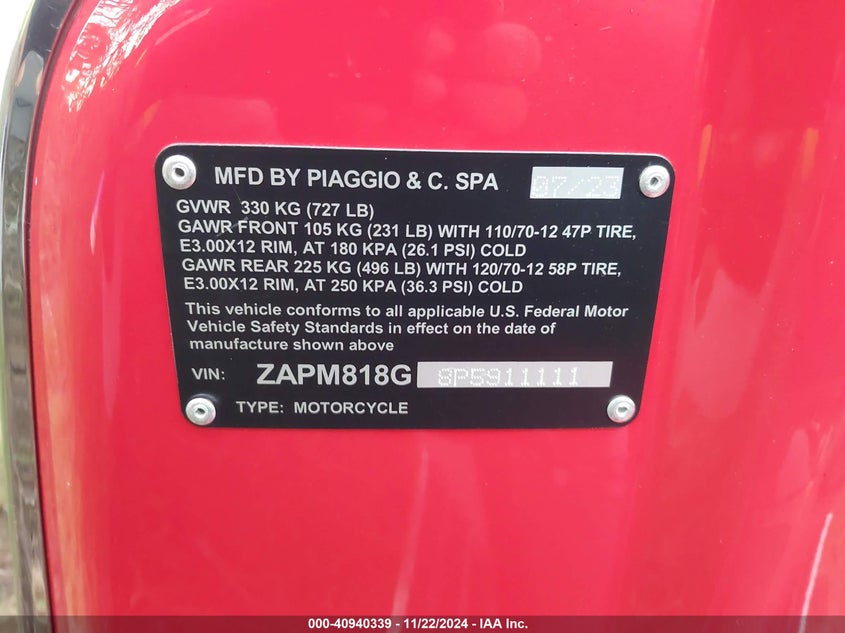 MFD BY PIAGGIO & C. SPA 07/23
GVWR 330 KG (727 LB)
GAWR FRONT 105 KG (231 LB) WITH 110/70-12 47P TIRE,
E3.00X12 RIM, AT 180 KPA (26.1 PSI) COLD
GAWR REAR 225 KG (496 LB) WITH 120/70-12 58P TIRE,
E3.00X12 RIM, AT 250 KPA (36.3 PSI) COLD
This vehicle conforms to all applicable U.S. Federal Motor
Vehicle Safety Standards in effect on the date of
manufacture shown above
VIN: ZAPM818G 8P5911111
TYPE: MOTORCYCLE
000-40940339 - 11/22/2024 - IAA Inc.